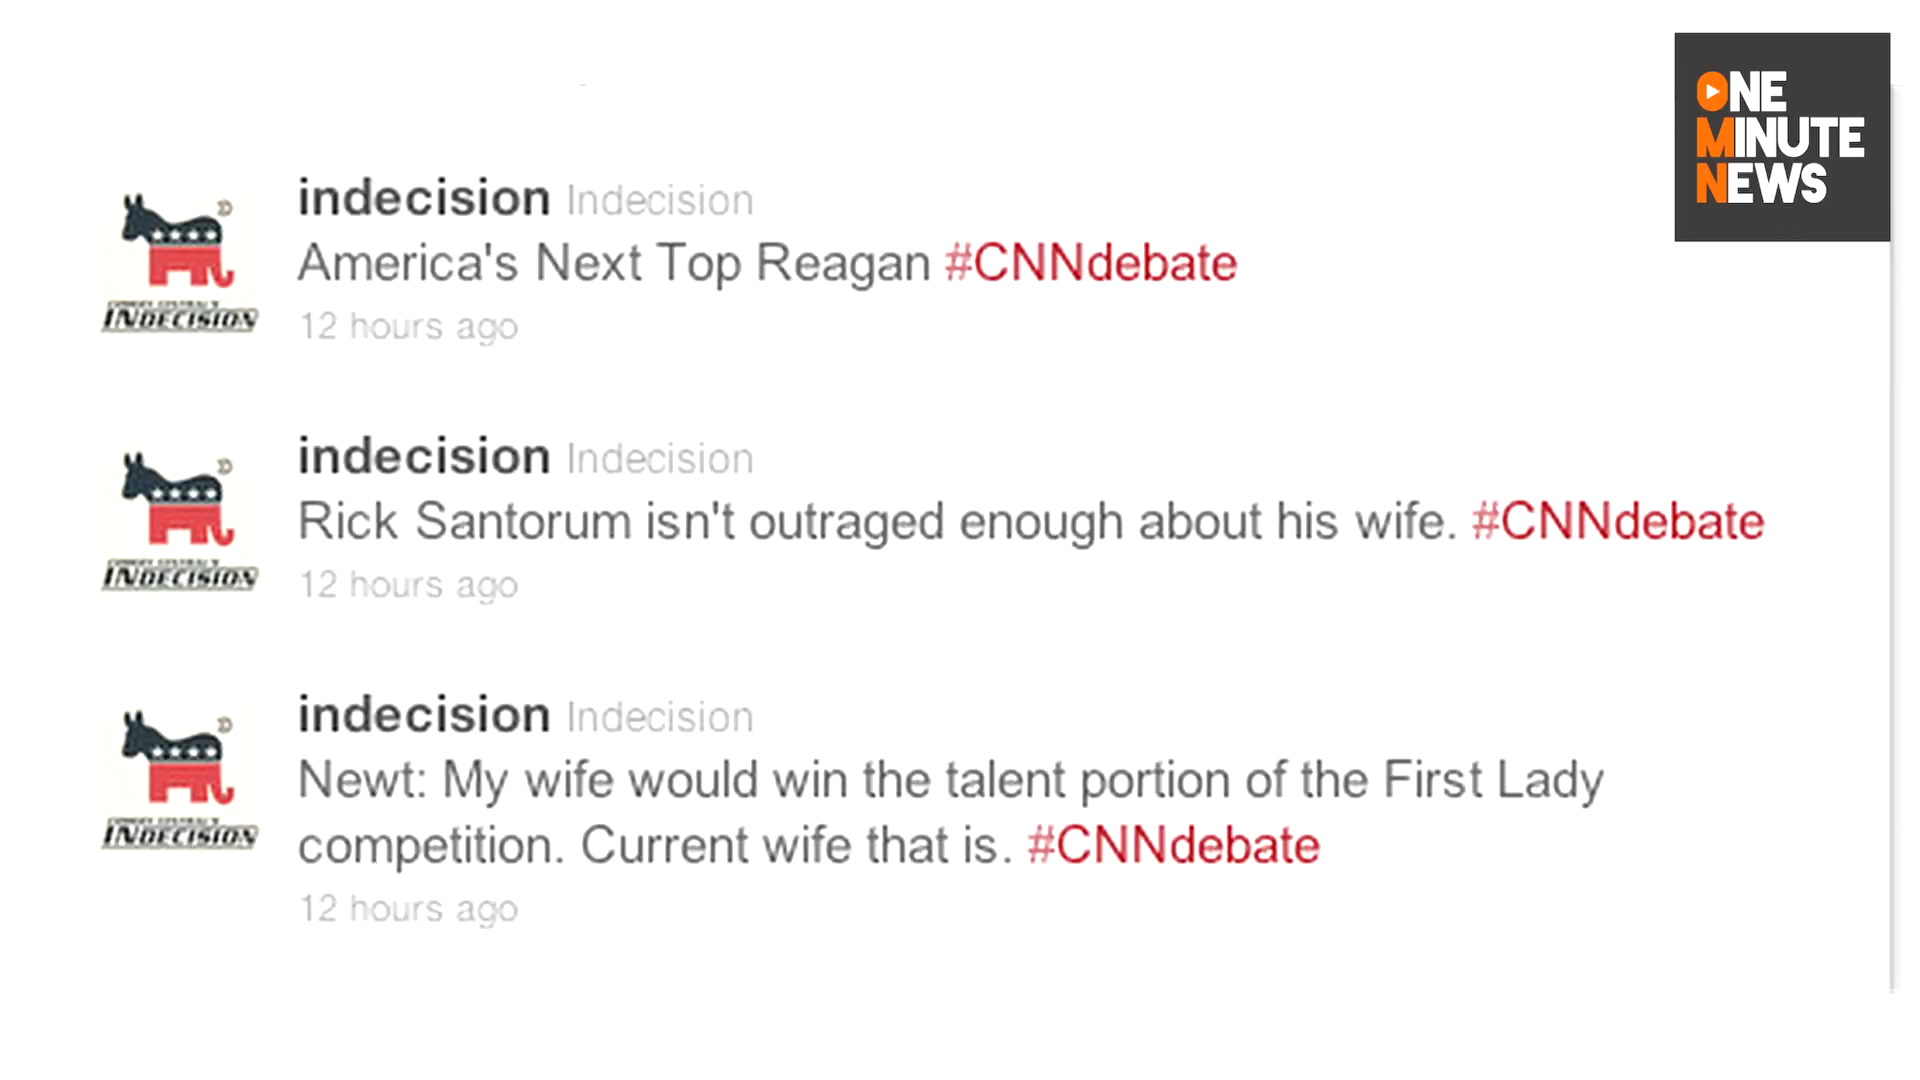 ONE
MINUTE
NEWS
indecision Indecision
America's Next Top Reagan #CNNdebate
12 hours ago
INDECISION
indecision Indecision
Rick Santorum isn't outraged enough about his wife. #CNNdebate
12 hours ago
INDECISION
indecision Indecision
Newt: My wife would win the talent portion of the First Lady
competition. Current wife that is. #CNNdebate
12 hours ago
INDECISION